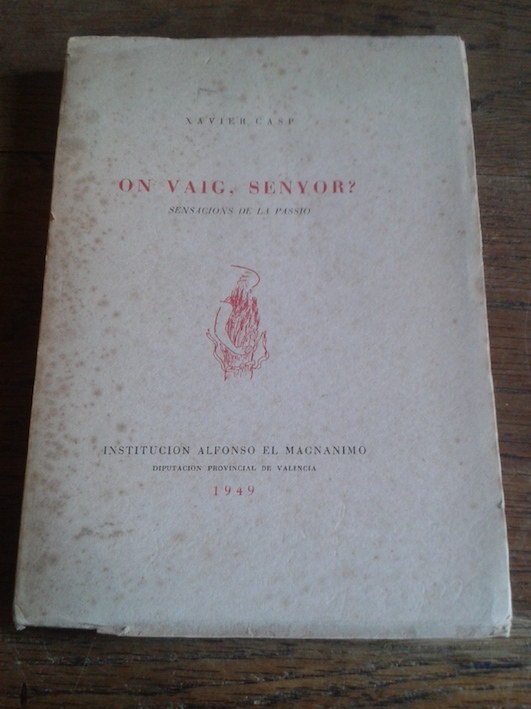 XAVIER CASP
ON VAIG, SENYOR?
SENSACIONS DE LA PASSIO
INSTITUCION ALFONSO EL MAGNANIMO
DIPUTACION PROVINCIAL DE VALENCIA
1949